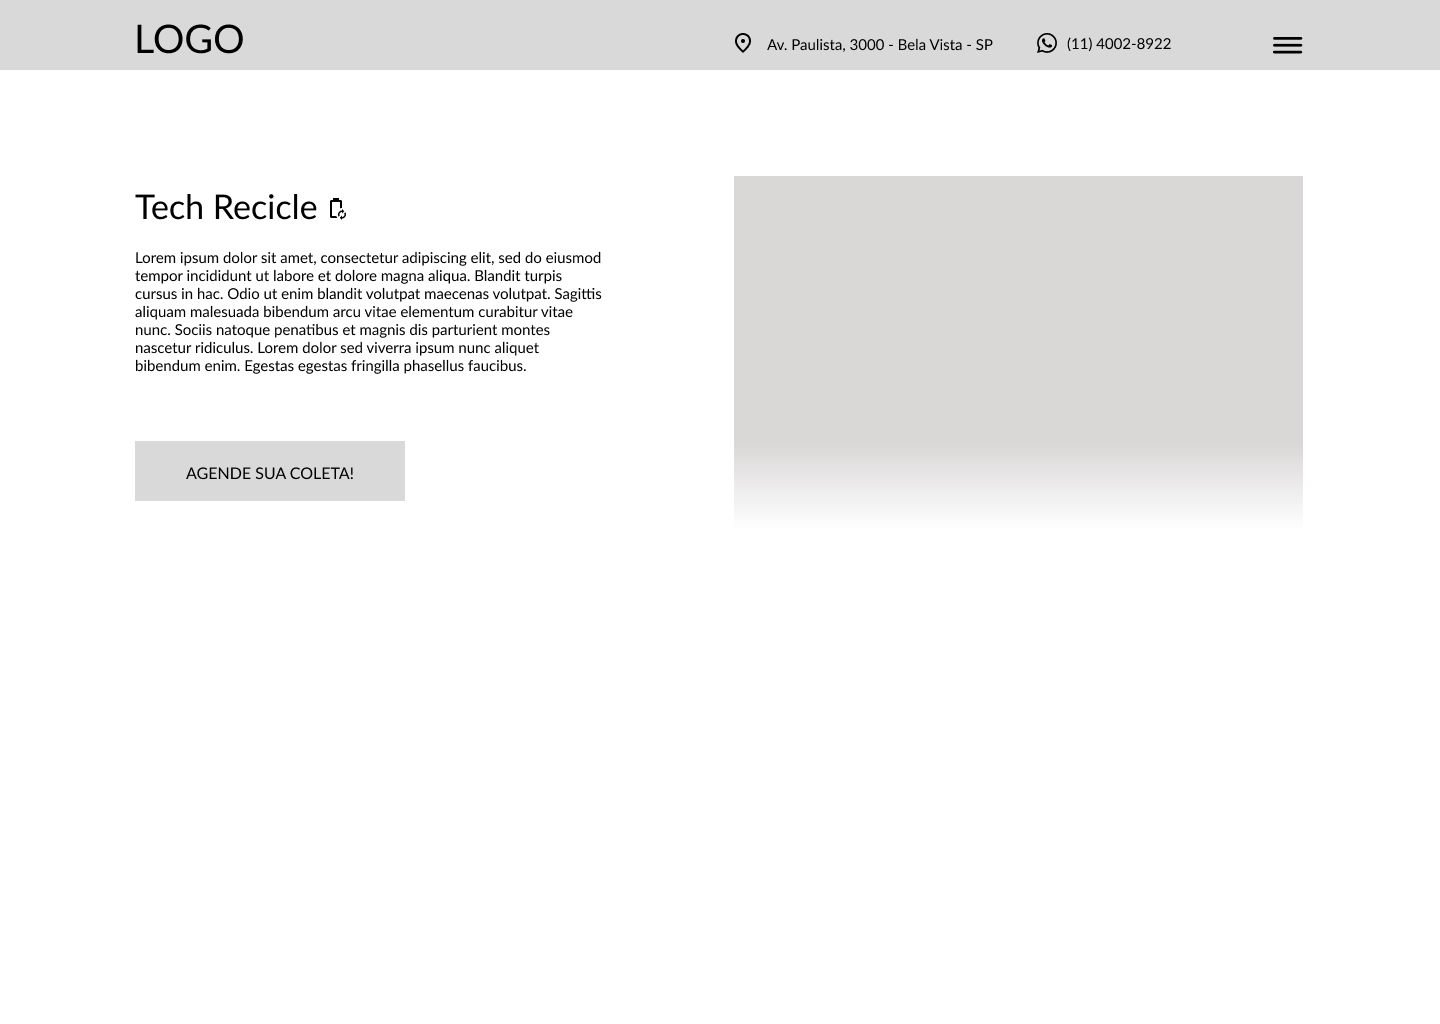 LOGO
Av. Paulista, 3000 - Bela Vista - SP
(11) 4002-8922
Tech Recicle
Lorem ipsum dolor sit amet, consectetur adipiscing elit, sed do eiusmod
tempor incididunt ut labore et dolore magna aliqua. Blandit turpis
cursus in hac. Odio ut enim blandit volutpat maecenas volutpat. Sagittis
aliquam malesuada bibendum arcu vitae elementum curabitur vitae
nunc. Sociis natoque penatibus et magnis dis parturient montes
nascetur ridiculus. Lorem dolor sed viverra ipsum nunc aliquet
bibendum enim. Egestas egestas fringilla phasellus faucibus.
AGENDE SUA COLETA!